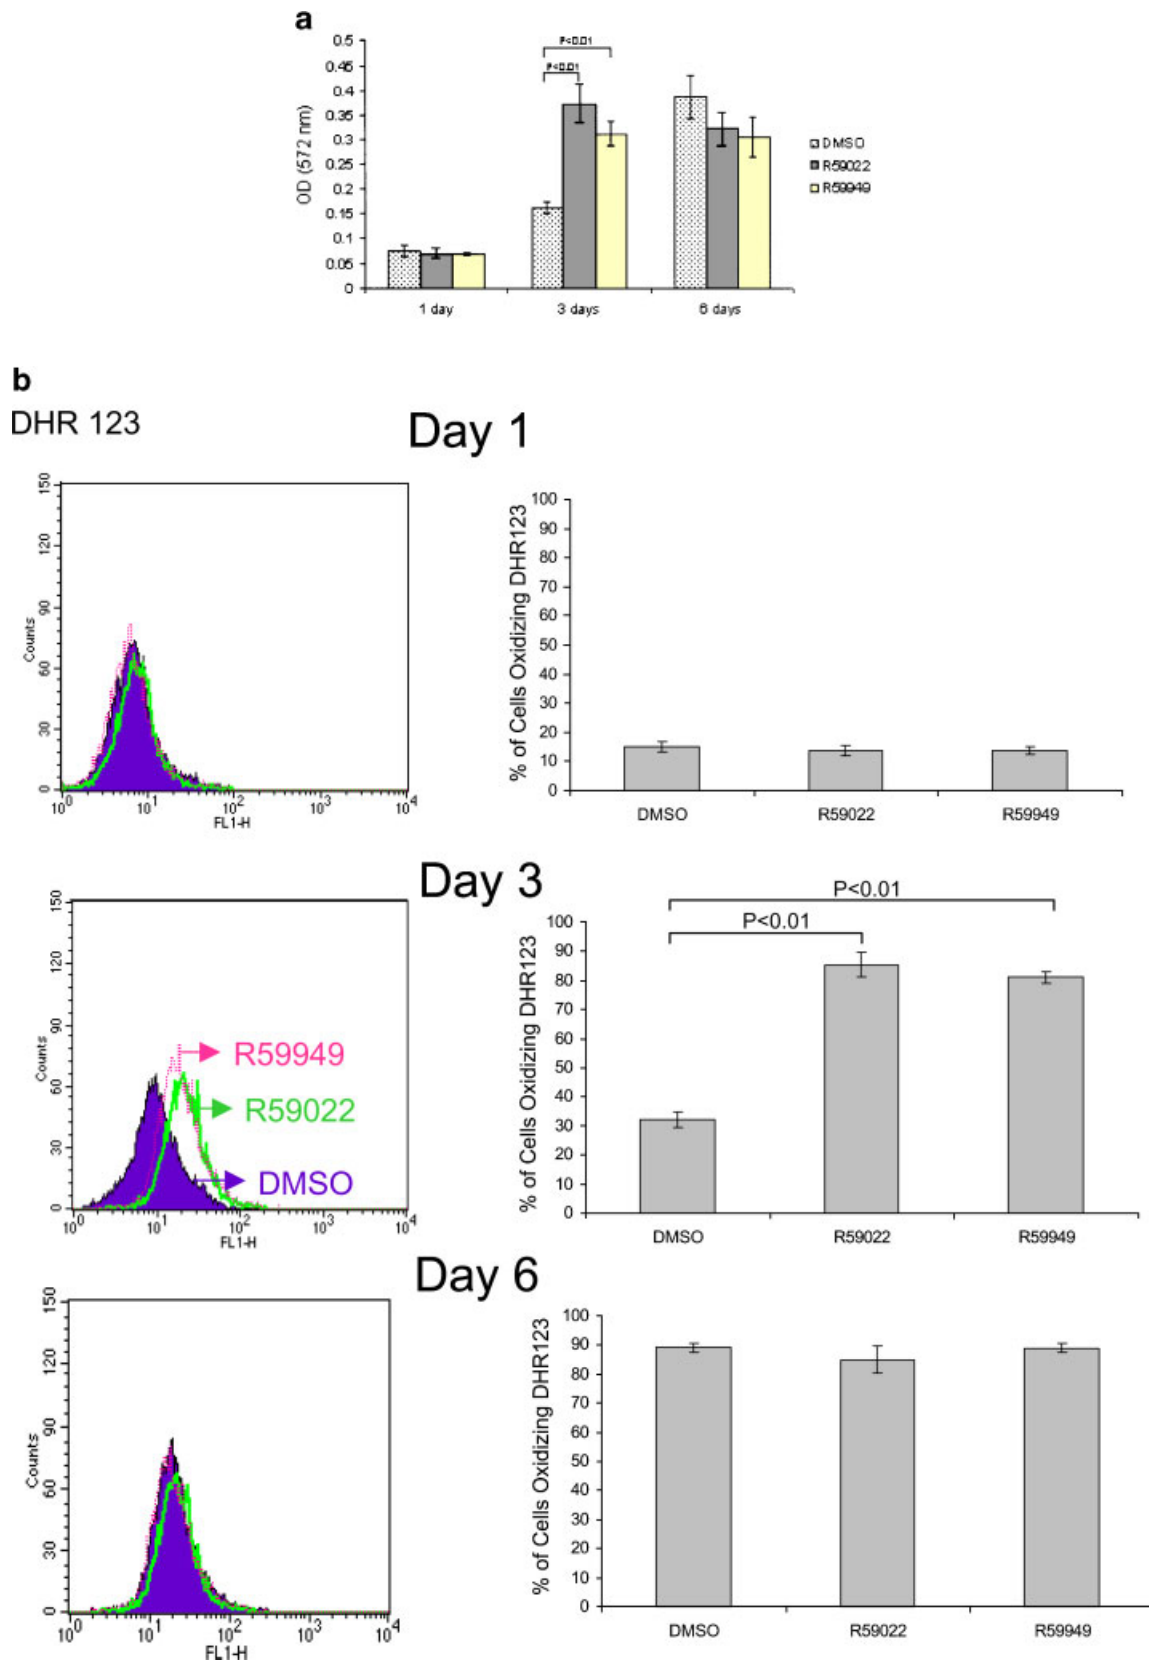 a
0.5
0.45
0.4
0.35
0.3
0.25
0.2
0.15
0.1
0.05
0
OD (572 nm)
P<0.01
P<0.01
1 day 3 days 6 days
DMSO
R59022
R59949
b
DHR 123
Day 1
150
120
90
60
30
0
Counts
10^0 10^1 10^2 10^3 10^4
FL1-H
100
90
80
70
60
50
40
30
20
10
0
% of Cells Oxidizing DHR123
DMSO R59022 R59949
Day 3
150
120
90
60
30
0
Counts
R59949
R59022
DMSO
10^0 10^1 10^2 10^3 10^4
FL1-H
P<0.01
P<0.01
100
90
80
70
60
50
40
30
20
10
0
% of Cells Oxidizing DHR123
DMSO R59022 R59949
Day 6
150
120
90
60
30
0
Counts
10^0 10^1 10^2 10^3 10^4
FL1-H
100
90
80
70
60
50
40
30
20
10
0
% of Cells Oxidizing DHR123
DMSO R59022 R59949